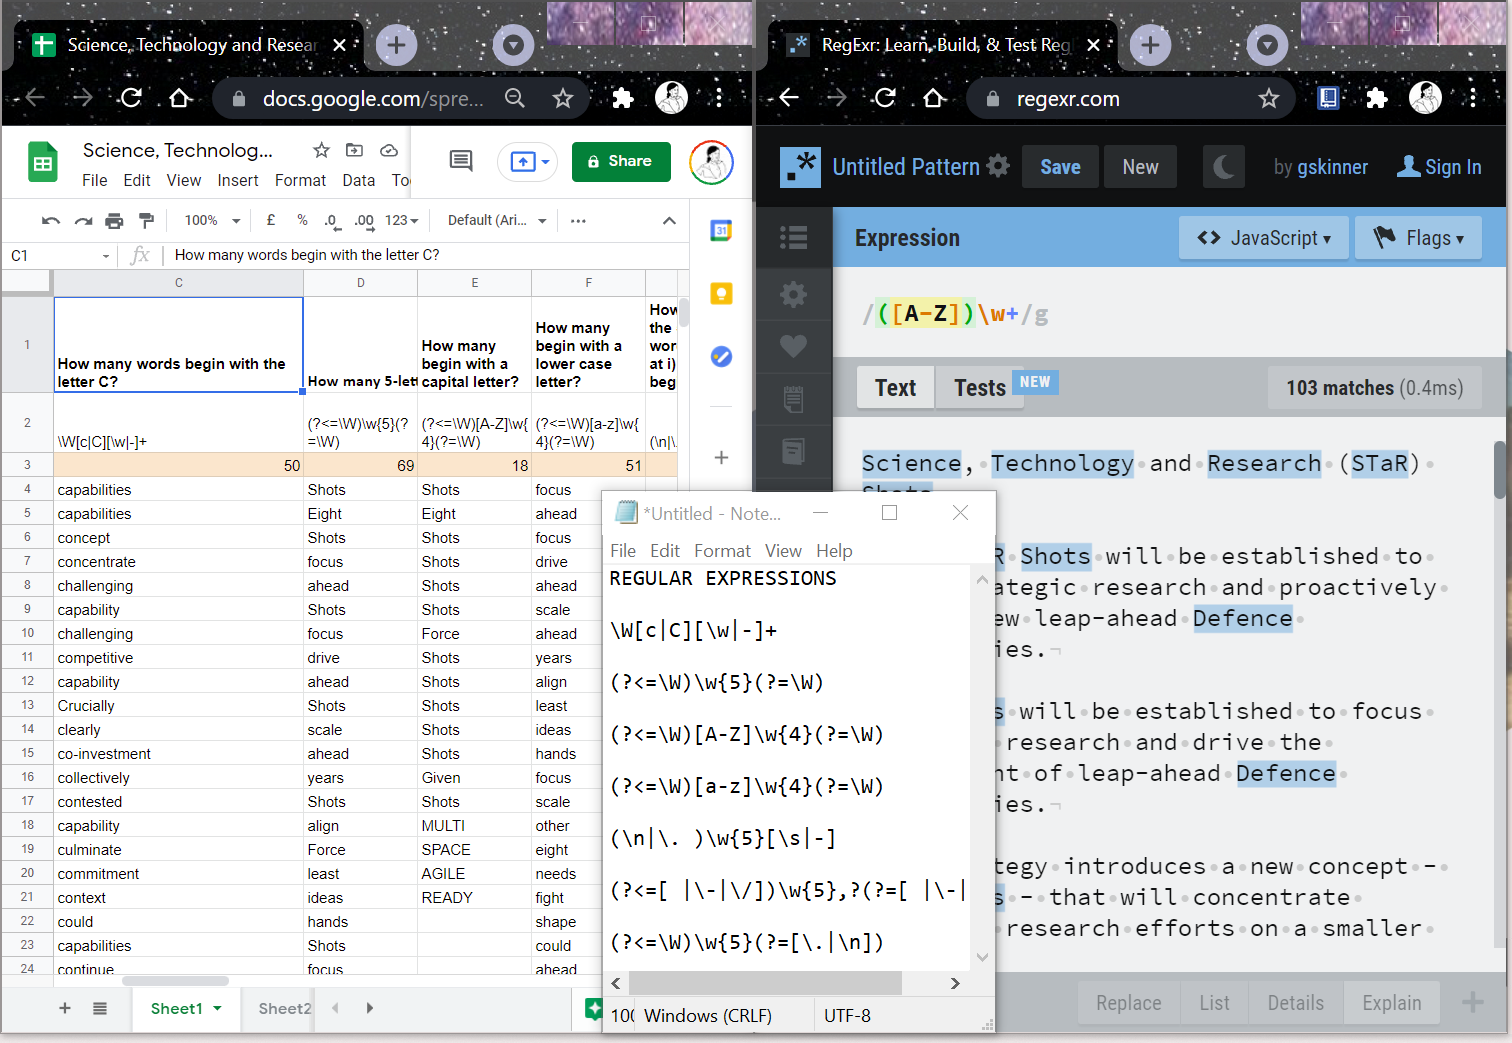 Science, Technology and Resear
docs.google.com/spre...
Science, Technolog...
Share
File Edit View Insert Format Data To
100% £ % .0 .00 123 Default (Ari... ...
C1 fx How many words begin with the letter C?
C D E F
1 How many words begin with the letter C? How many 5-lett How many begin with a capital letter? How many begin with a lower case letter? How the wor at i) beg
2 \W[c|C][\w|-]+ (?<=\W)\w{5}(?=\W) (?<=\W)[A-Z]\w{4}(?=\W) (?<=\W)[a-z]\w{4}(?=\W) (\n|\.
3 50 69 18 51
4 capabilities Shots Shots focus
5 capabilities Eight Eight ahead
6 concept Shots Shots focus
7 concentrate focus Shots drive
8 challenging ahead Shots ahead
9 capability Shots Shots scale
10 challenging focus Force ahead
11 competitive drive Shots years
12 capability ahead Shots align
13 Crucially Shots Shots least
14 clearly scale Shots ideas
15 co-investment ahead Shots hands
16 collectively years Given focus
17 contested Shots Shots scale
18 capability align MULTI other
19 culminate Force SPACE eight
20 commitment least AGILE needs
21 context ideas READY fight
22 could hands shape
23 capabilities Shots could
24 continue focus ahead
Sheet1 Sheet2
31
RegExr: Learn, Build, & Test Reg
regexr.com
Untitled Pattern Save New by gskinner Sign In
Expression <> JavaScript Flags
/([A-Z])\w+/g
Text Tests NEW 103 matches (0.4ms)
Science, Technology and Research (STaR)
Shots
R Shots will be established to
ategic research and proactively
ew leap-ahead Defence
ies.
s will be established to focus
research and drive the
nt of leap-ahead Defence
ies.
tegy introduces a new concept –
s – that will concentrate
research efforts on a smaller
Replace List Details Explain
*Untitled - Note...
File Edit Format View Help
REGULAR EXPRESSIONS
\W[c|C][\w|-]+
(?<=\W)\w{5}(?=\W)
(?<=\W)[A-Z]\w{4}(?=\W)
(?<=\W)[a-z]\w{4}(?=\W)
(\n|\. )\w{5}[\s|-]
(?<=[ |\-|\/])\w{5},?(?=[ |\-|
(?<=\W)\w{5}(?=[\.|\n])
100 Windows (CRLF) UTF-8